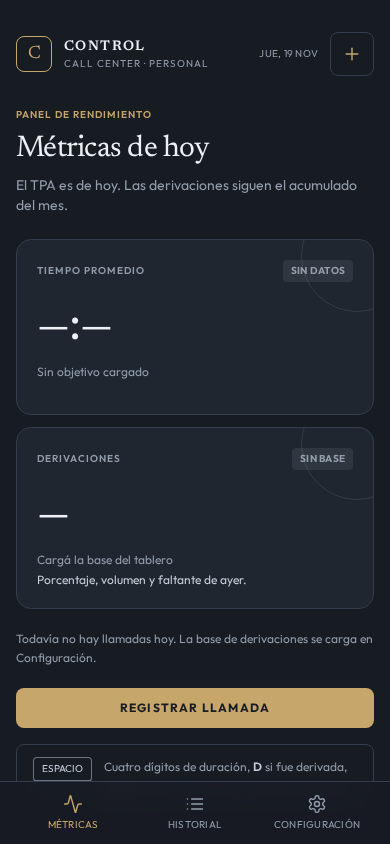 C
CONTROL
CALL CENTER · PERSONAL
JUE, 19 NOV
+
PANEL DE RENDIMIENTO
Métricas de hoy
El TPA es de hoy. Las derivaciones siguen el acumulado
del mes.
TIEMPO PROMEDIO
SIN DATOS
—:—
Sin objetivo cargado
DERIVACIONES
SIN BASE
—
Cargá la base del tablero
Porcentaje, volumen y faltante de ayer.
Todavía no hay llamadas hoy. La base de derivaciones se carga en
Configuración.
REGISTRAR LLAMADA
ESPACIO
Cuatro dígitos de duración, D si fue derivada,
MÉTRICAS
HISTORIAL
CONFIGURACIÓN